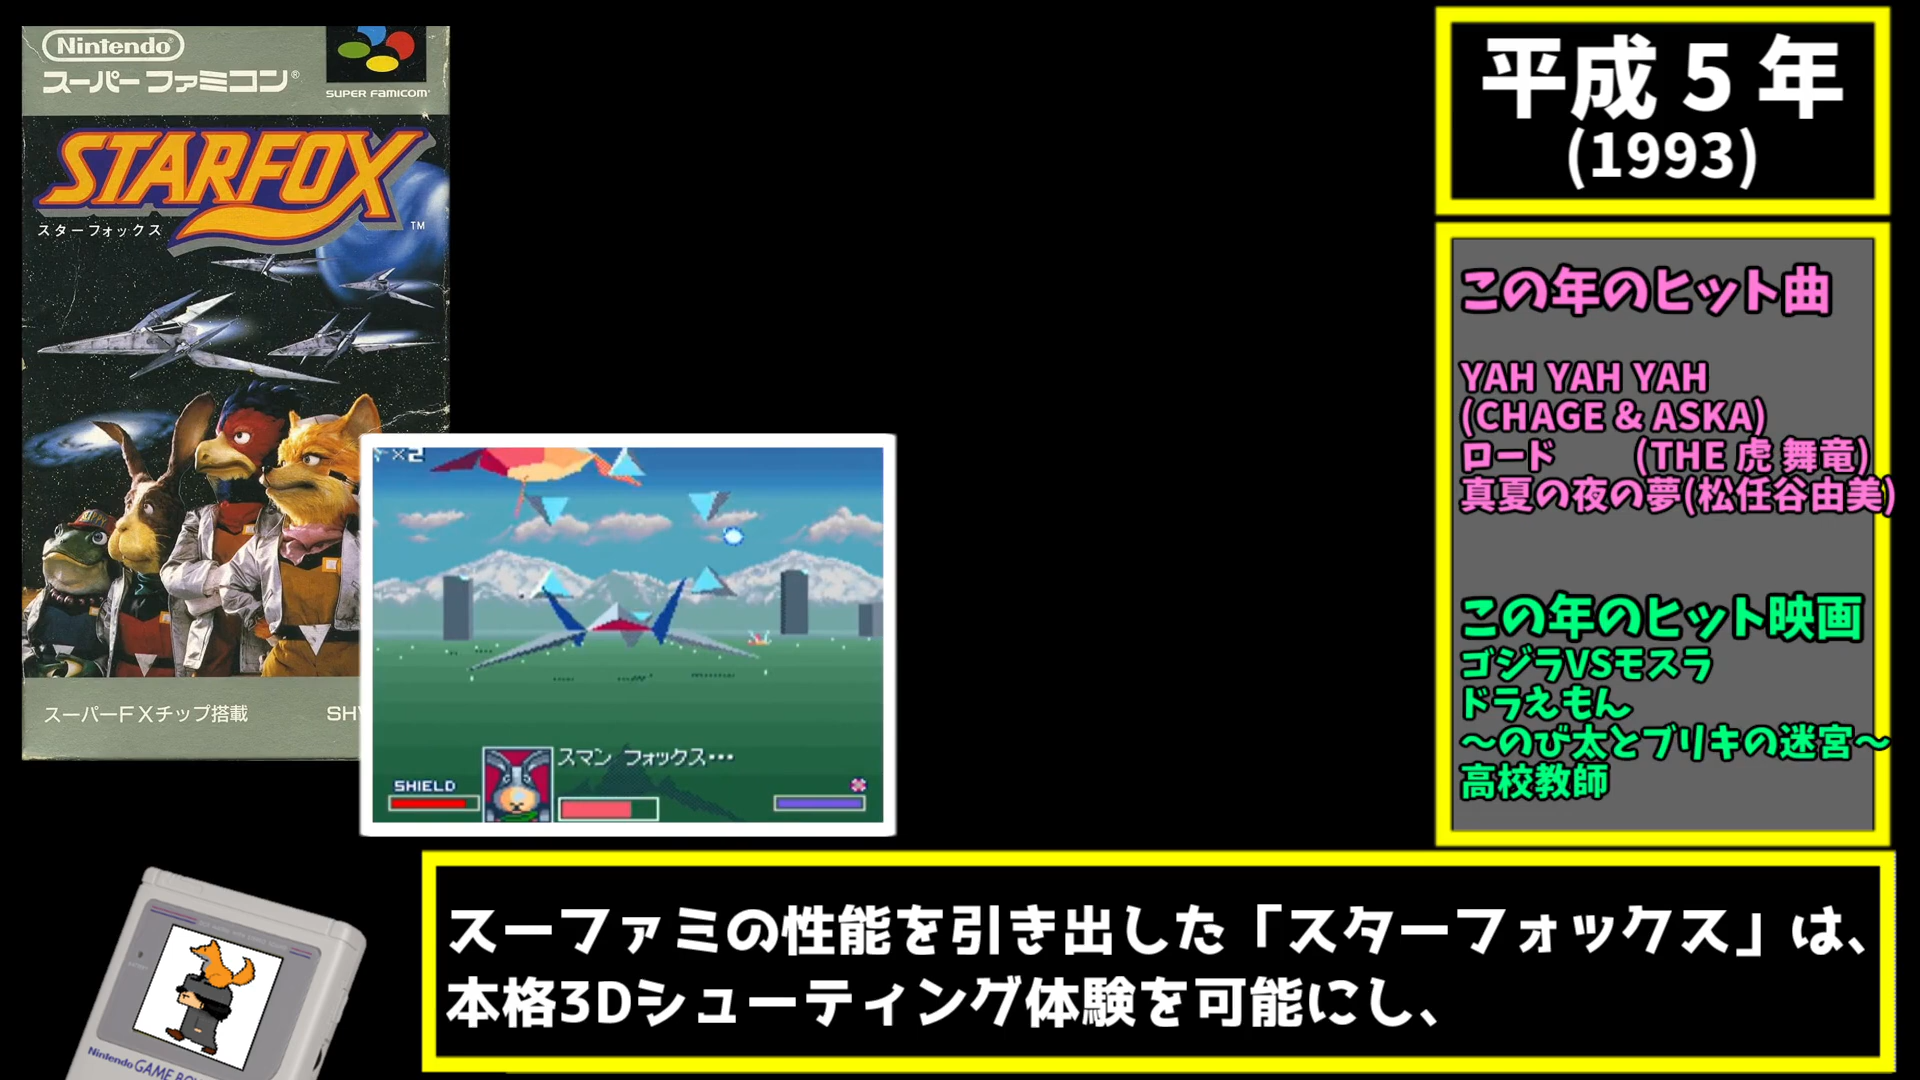 Nintendo®
スーパーファミコン®
SUPER FAMICOM
STARFOX
TM
スターフォックス
スーパーFXチップ搭載
×2
スマン フォックス…
SHIELD
平成5年
(1993)
この年のヒット曲
YAH YAH YAH
(CHAGE & ASKA)
ロード (THE 虎舞竜)
真夏の夜の夢(松任谷由美)
この年のヒット映画
ゴジラVSモスラ
ドラえもん
～のび太とブリキの迷宮～
高校教師
Nintendo GAME BO
スーファミの性能を引き出した「スターフォックス」は、
本格3Dシューティング体験を可能にし、